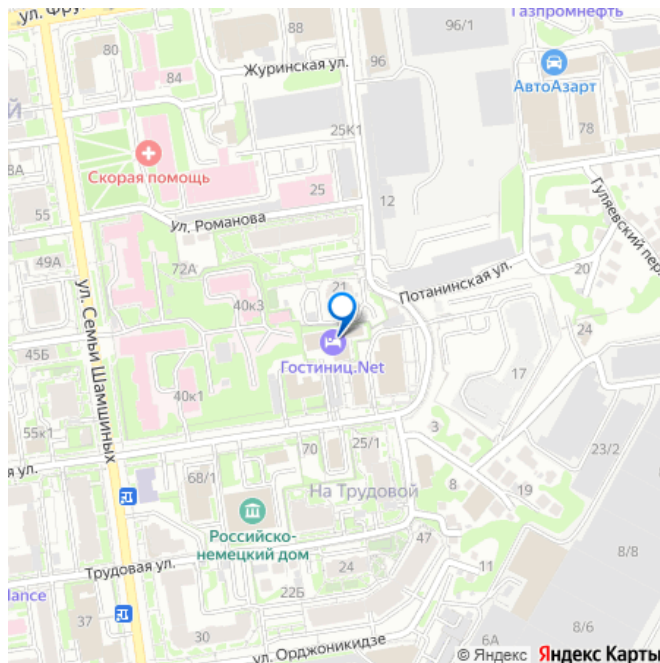 ул. Фру
80
88
96/1
Газпромнефть
Журинская ул.
96
АвтоАзарт
84
Й
25К1
78
8А
Скорая помощь
25
12
55
ул. Романова
Гуляевский пер
49А
72А
Потанинская ул.
20
21
40к3
ул. Семьи Шамшиных
24
45Б
Гостиниц.Net
17
40к1
55к1
3
70
25/1
23/2
я ул.
68/1
8
На Трудовой
19
Российско-
немецкий дом
47
8/8
Трудовая ул.
24
11
22Б
lance
37
30
8/6
6А
ул. Орджоникидзе
© Яндекс Яндекс Карты